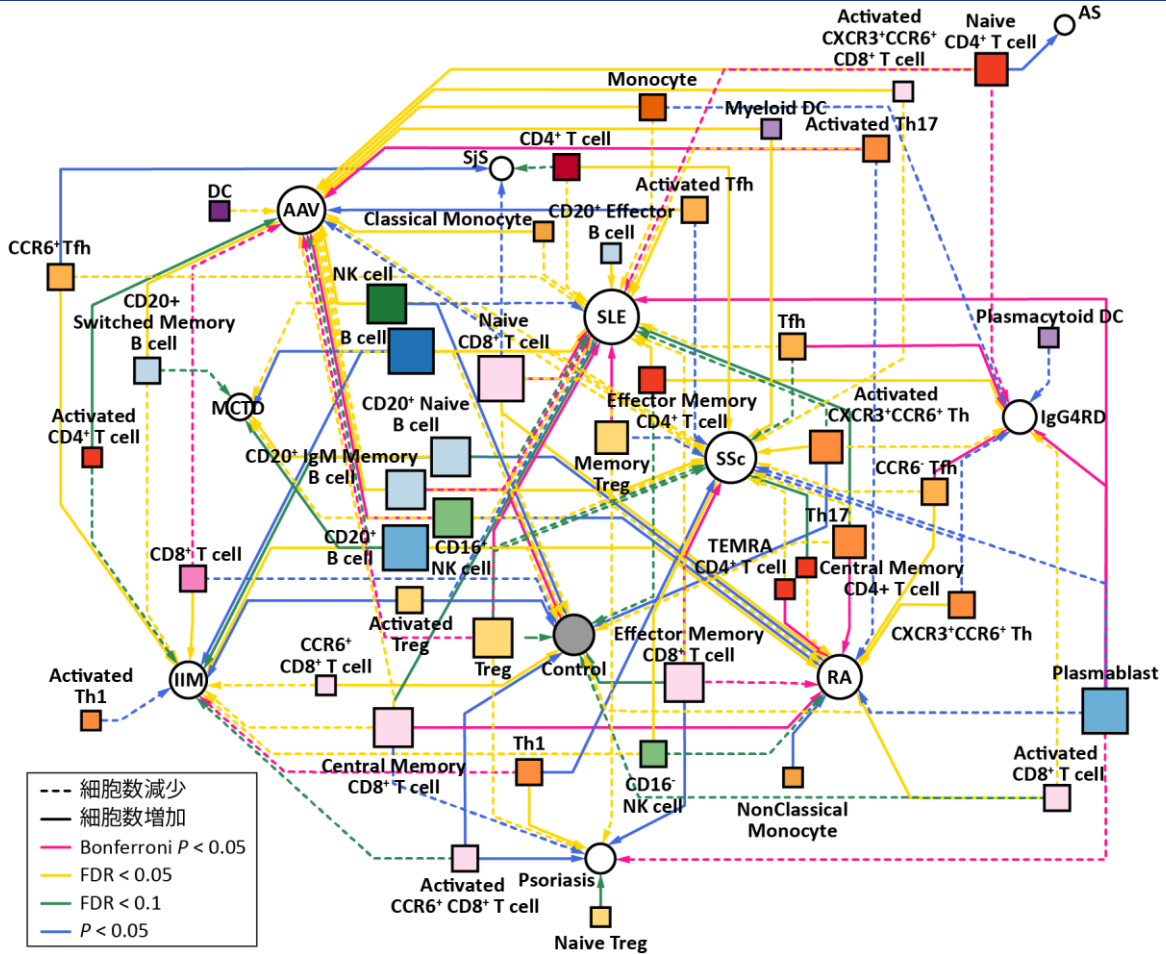 Activated
CXCR3⁺CCR6⁺
CD8⁺ T cell
Naive
CD4⁺ T cell
AS
Monocyte
Myeloid DC
Activated Th17
SjS
CD4⁺ T cell
DC
AAV
Activated Tfh
Classical Monocyte
CD20⁺ Effector
B cell
CCR6⁺Tfh
NK cell
CD20+
Switched Memory
B cell
SLE
Naive
CD8⁺ T cell
B cell
Tfh
Plasmacytoid DC
MCTD
Effector Memory
CD4⁺ T cell
Activated
CXCR3⁺CCR6⁺ Th
IgG4RD
Activated
CD4⁺ T cell
CD20⁺ Naive
B cell
CD20⁺ IgM Memory
B cell
Memory
Treg
SSc
CCR6⁻ Tfh
CD20⁺
B cell
CD16⁺
NK cell
Th17
CD8⁺ T cell
TEMRA
CD4⁺ T cell
Central Memory
CD4+ T cell
CXCR3⁺CCR6⁺ Th
Activated
Treg
Treg
Control
Effector Memory
CD8⁺ T cell
CCR6⁺
CD8⁺ T cell
IIM
RA
Activated
Th1
Plasmablast
Central Memory
CD8⁺ T cell
Th1
CD16⁻
NK cell
NonClassical
Monocyte
Activated
CD8⁺ T cell
Activated
CCR6⁺ CD8⁺ T cell
Psoriasis
Naive Treg
細胞数減少
細胞数増加
Bonferroni P < 0.05
FDR < 0.05
FDR < 0.1
P < 0.05